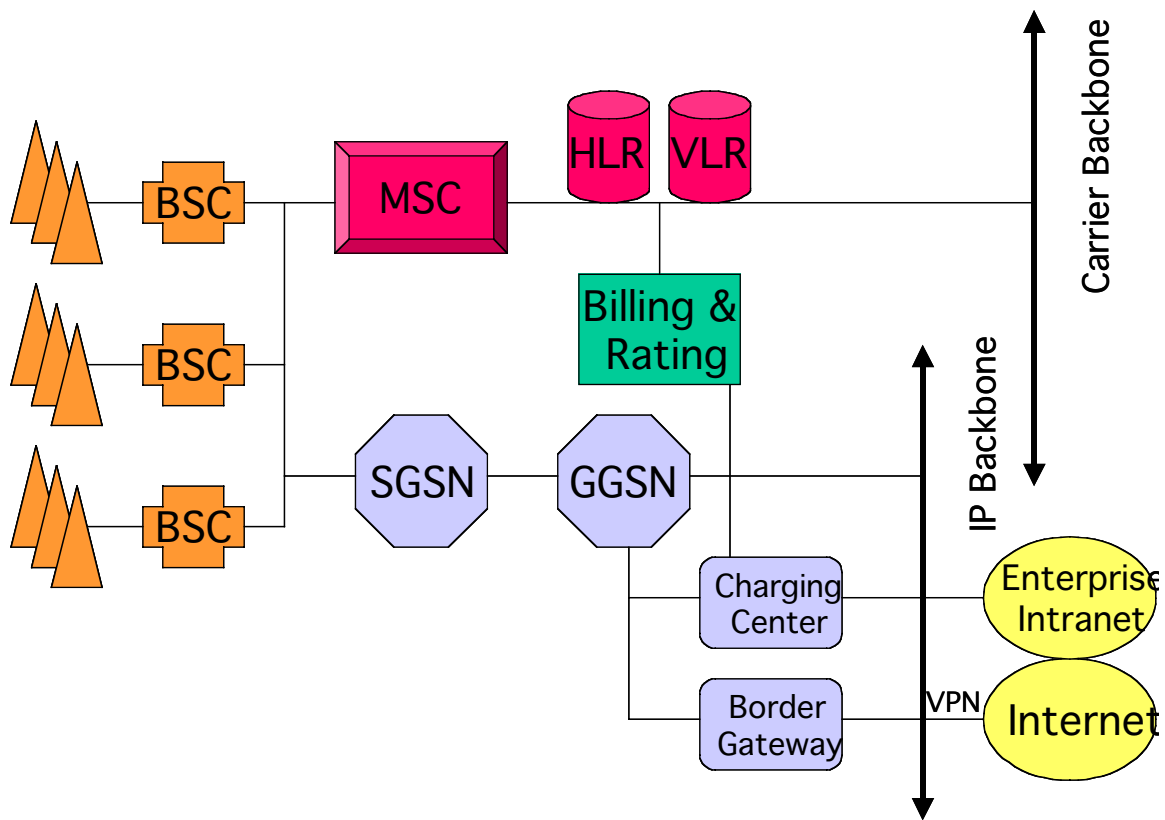 Carrier Backbone
HLR
VLR
BSC
MSC
Billing &
Rating
BSC
IP Backbone
SGSN
GGSN
BSC
Charging
Center
Enterprise
Intranet
VPN
Border
Gateway
Internet